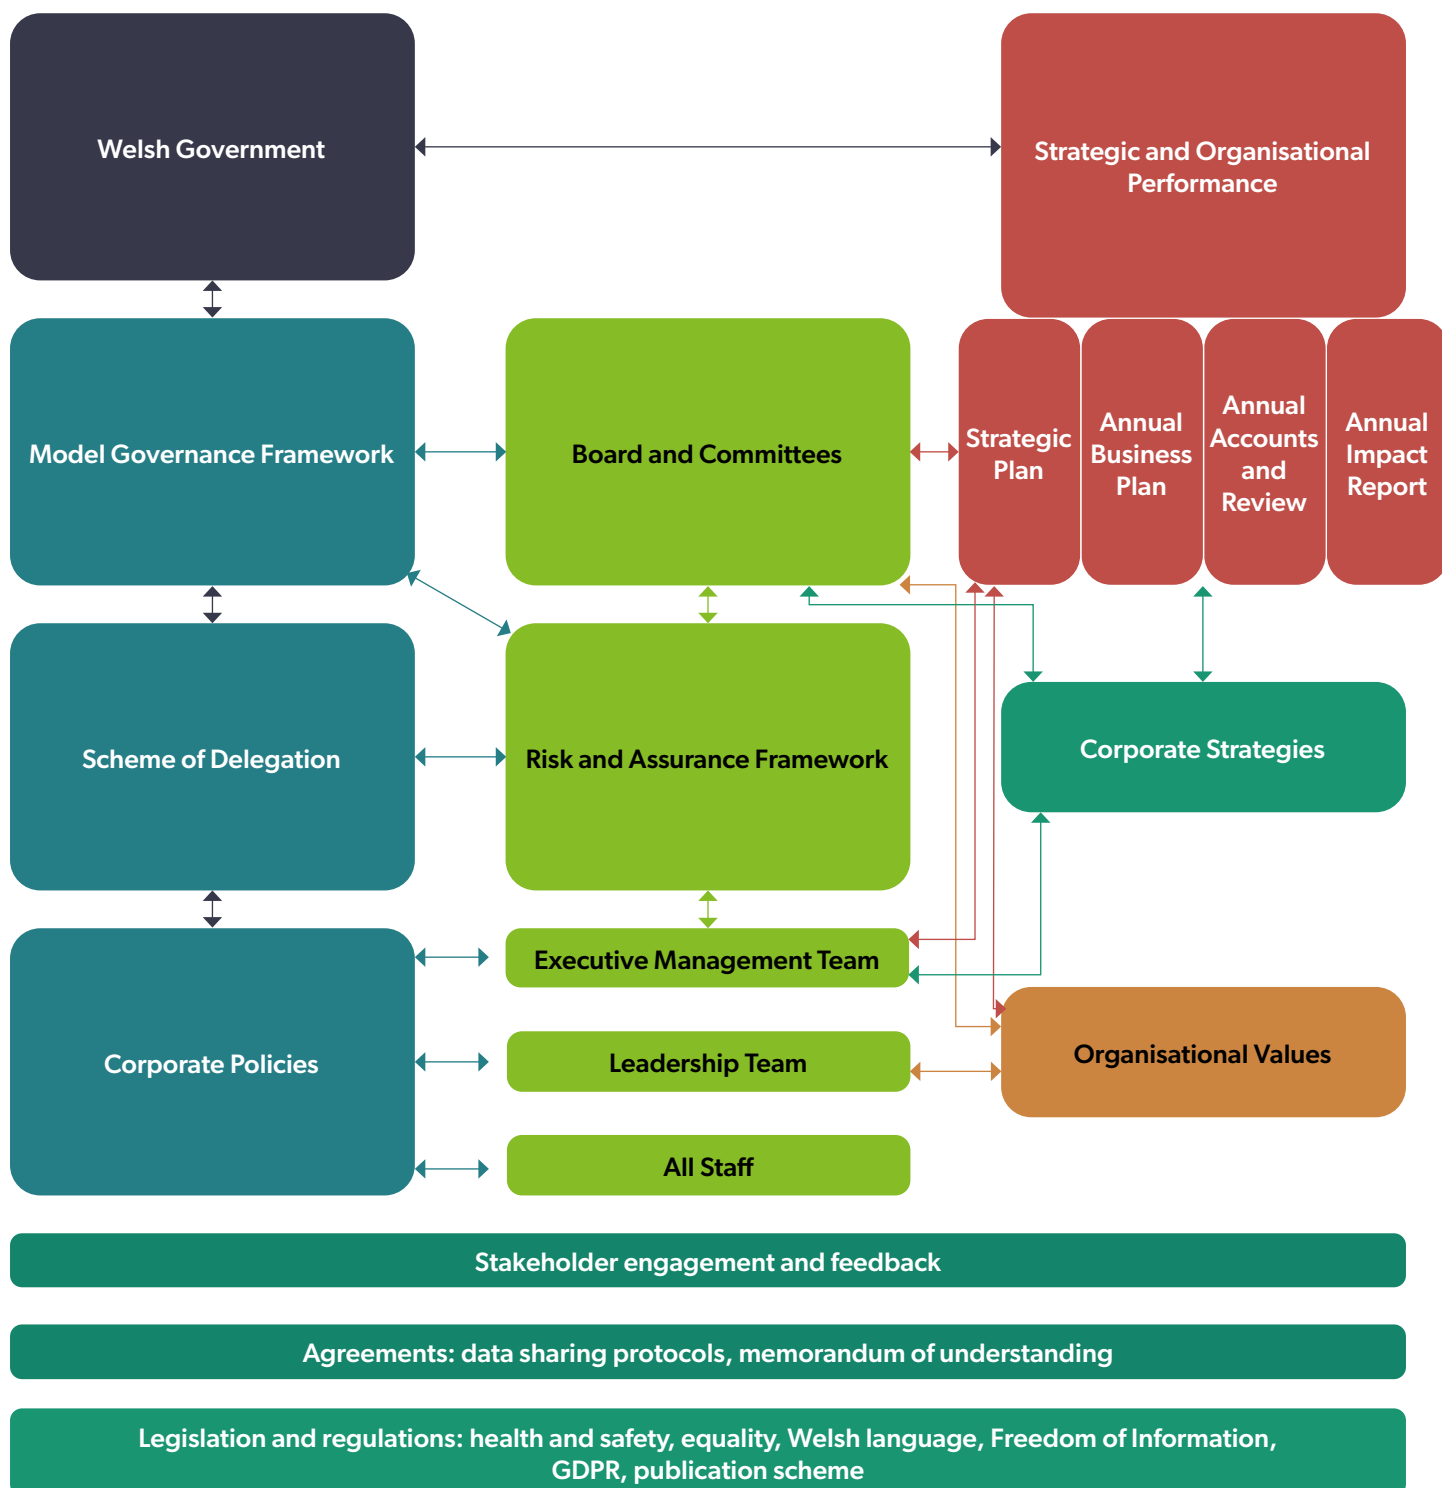 Welsh Government
Strategic and Organisational
Performance
Model Governance Framework
Board and Committees
Strategic
Plan
Annual
Business
Plan
Annual
Accounts
and
Review
Annual
Impact
Report
Scheme of Delegation
Risk and Assurance Framework
Corporate Strategies
Corporate Policies
Executive Management Team
Leadership Team
All Staff
Organisational Values
Stakeholder engagement and feedback
Agreements: data sharing protocols, memorandum of understanding
Legislation and regulations: health and safety, equality, Welsh language, Freedom of Information,
GDPR, publication scheme